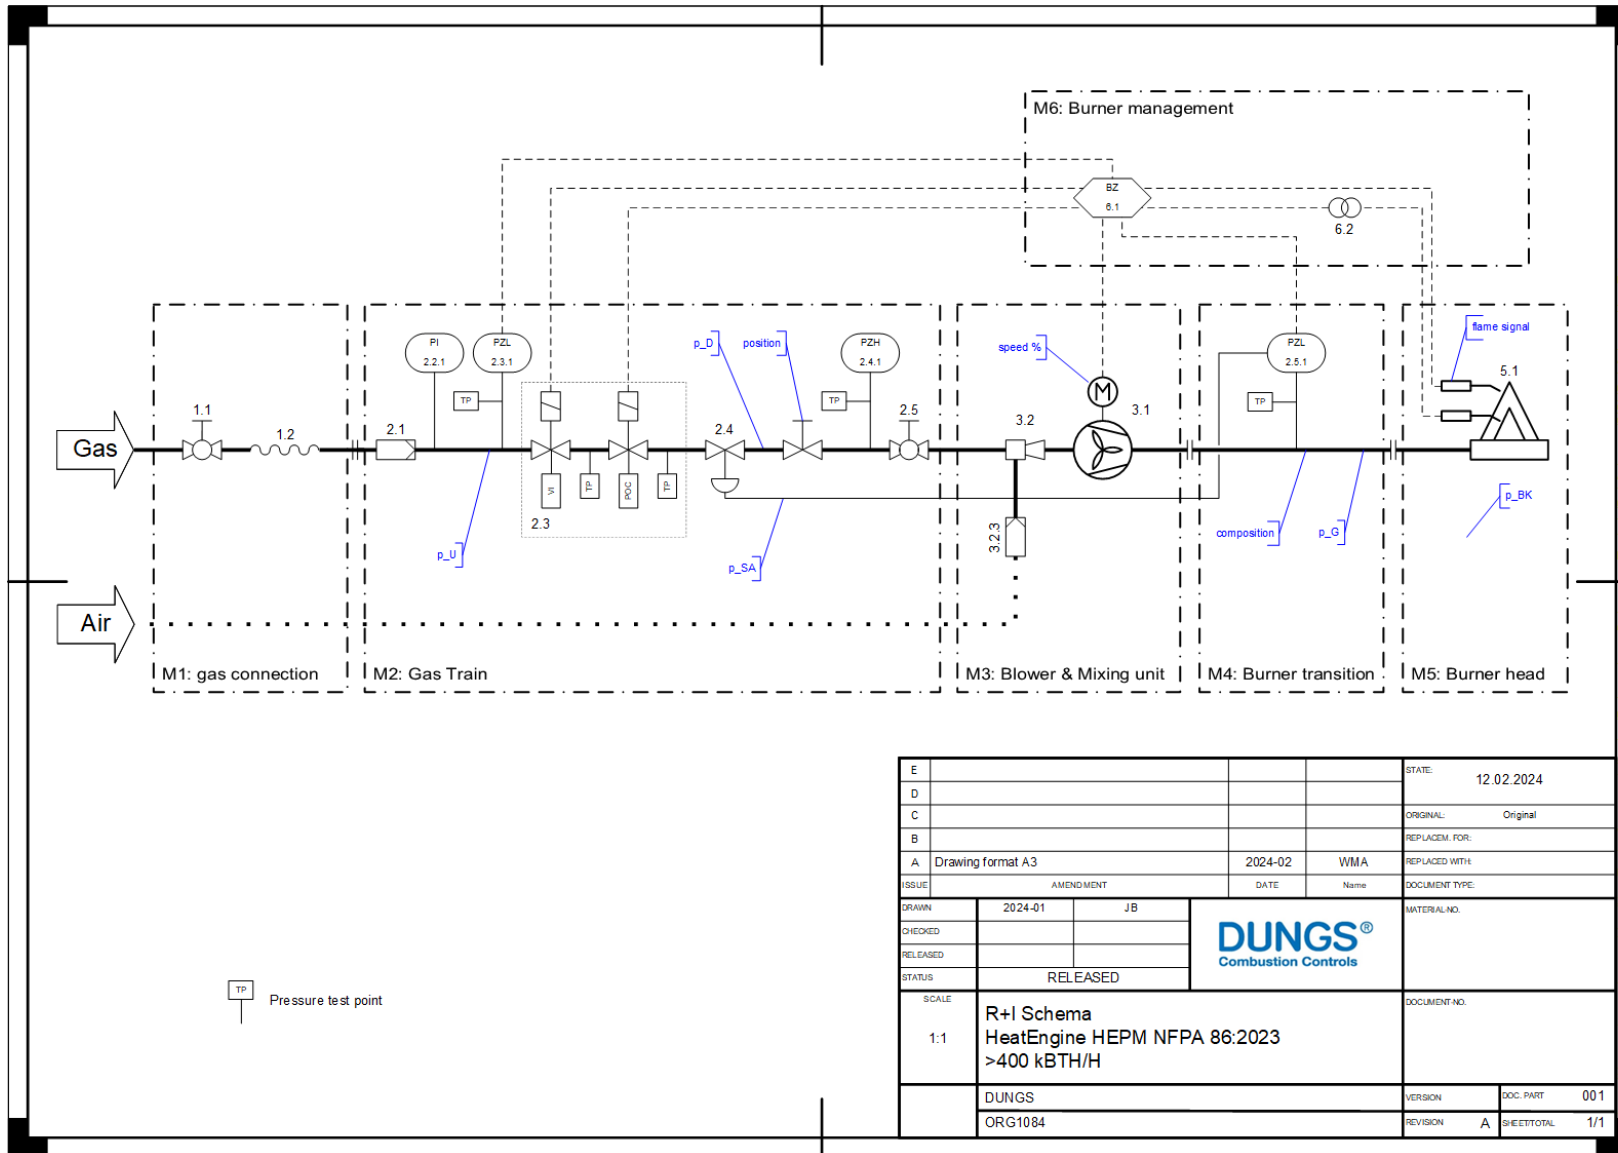 M6: Burner management
BZ
6.1
6.2
PI
2.2.1
PZL
2.3.1
p_D
position
PZH
2.4.1
speed %
PZL
2.5.1
flame signal
5.1
TP
TP
TP
M
3.1
1.1
1.2
2.1
2.4
2.5
3.2
Gas
VI
TP
POC
TP
2.3
p_U
p_SA
3.2.3
composition
p_G
p_BK
Air
M1: gas connection
M2: Gas Train
M3: Blower & Mixing unit
M4: Burner transition
M5: Burner head
E
D
C
B
A Drawing format A3 2024-02 WMA
ISSUE AMENDMENT DATE Name
STATE: 12.02.2024
ORIGINAL: Original
REPLACEM. FOR:
REPLACED WITH:
DOCUMENT TYPE:
DRAWN 2024-01 JB
CHECKED
RELEASED
STATUS RELEASED
DUNGS®
Combustion Controls
MATERIAL-NO.
SCALE
1:1
R+I Schema
HeatEngine HEPM NFPA 86:2023
>400 kBTH/H
DOCUMENT-NO.
DUNGS
ORG1084
VERSION DOC. PART 001
REVISION A SHEET/TOTAL 1/1
TP
Pressure test point